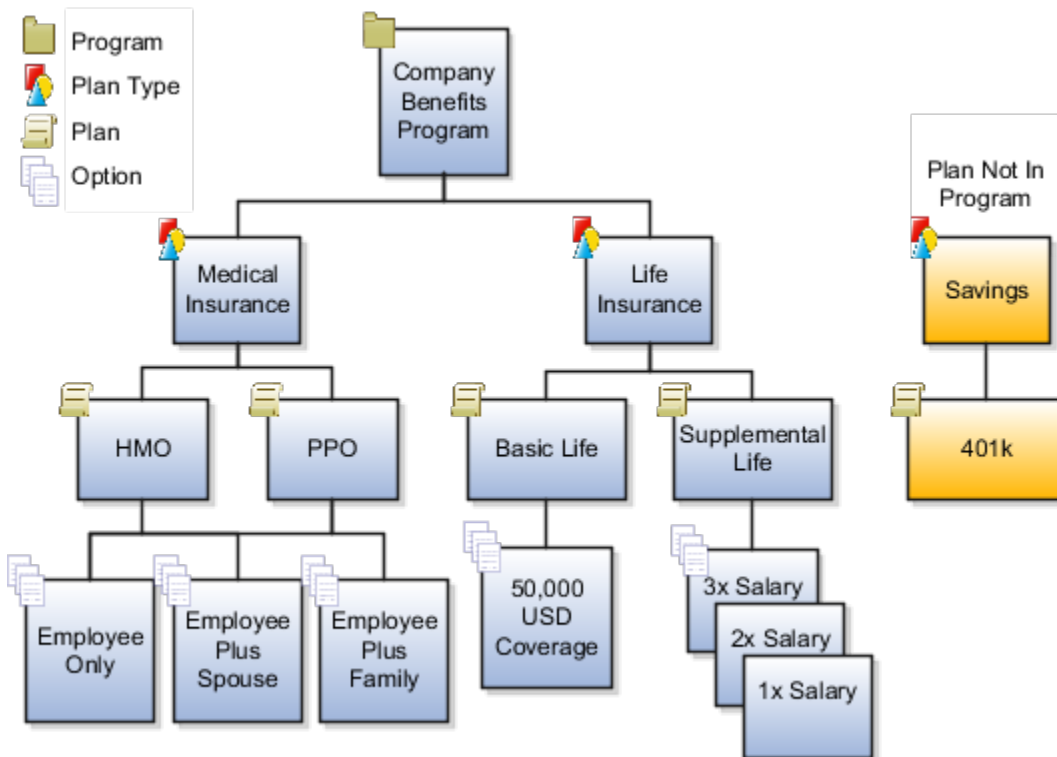 Program
Plan Type
Plan
Option
Company
Benefits
Program
Plan Not In
Program
Medical
Insurance
Life
Insurance
Savings
HMO
PPO
Basic Life
Supplemental
Life
401k
Employee
Only
Employee
Plus
Spouse
Employee
Plus
Family
50,000
USD
Coverage
3x Salary
2x Salary
1x Salary